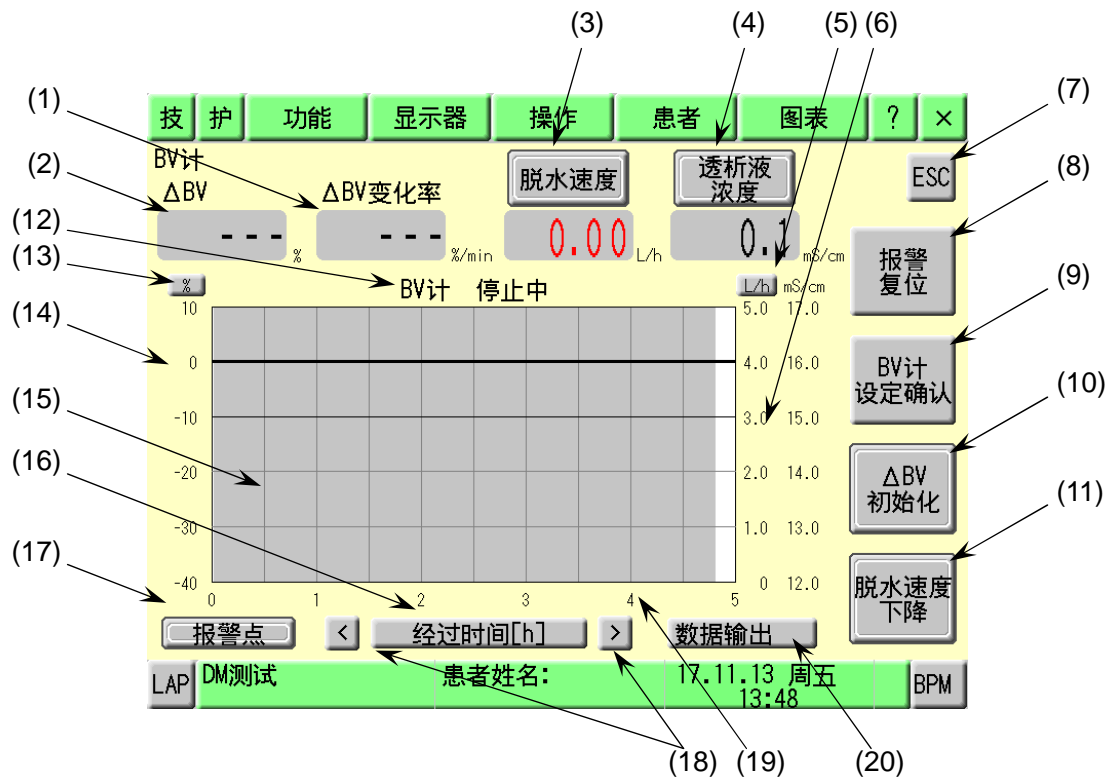 (3) (4) (5) (6)
(1) (7)
技 护 功能 显示器 操作 患者 图表 ? ×
BV计
(2) 脱水速度 透析液 ESC (8)
浓度
ΔBV ΔBV变化率
(12) --- % --- %/min 0.00 L/h 0.1 mS/cm 报警
复位
(13) % BV计 停止中 L/h mS/cm (9)
10 5.0 17.0
(14) 0 4.0 16.0 BV计
设定确认
(15) -10 3.0 15.0 (10)
(16) -20 2.0 14.0 ΔBV
初始化
(11)
-30 1.0 13.0
(17) -40 0 12.0 脱水速度
下降
0 1 2 3 4 5
报警点 < 经过时间[h] > 数据输出
LAP DM测试 患者姓名: 17.11.13 周五 BPM
13:48
(18) (19) (20)